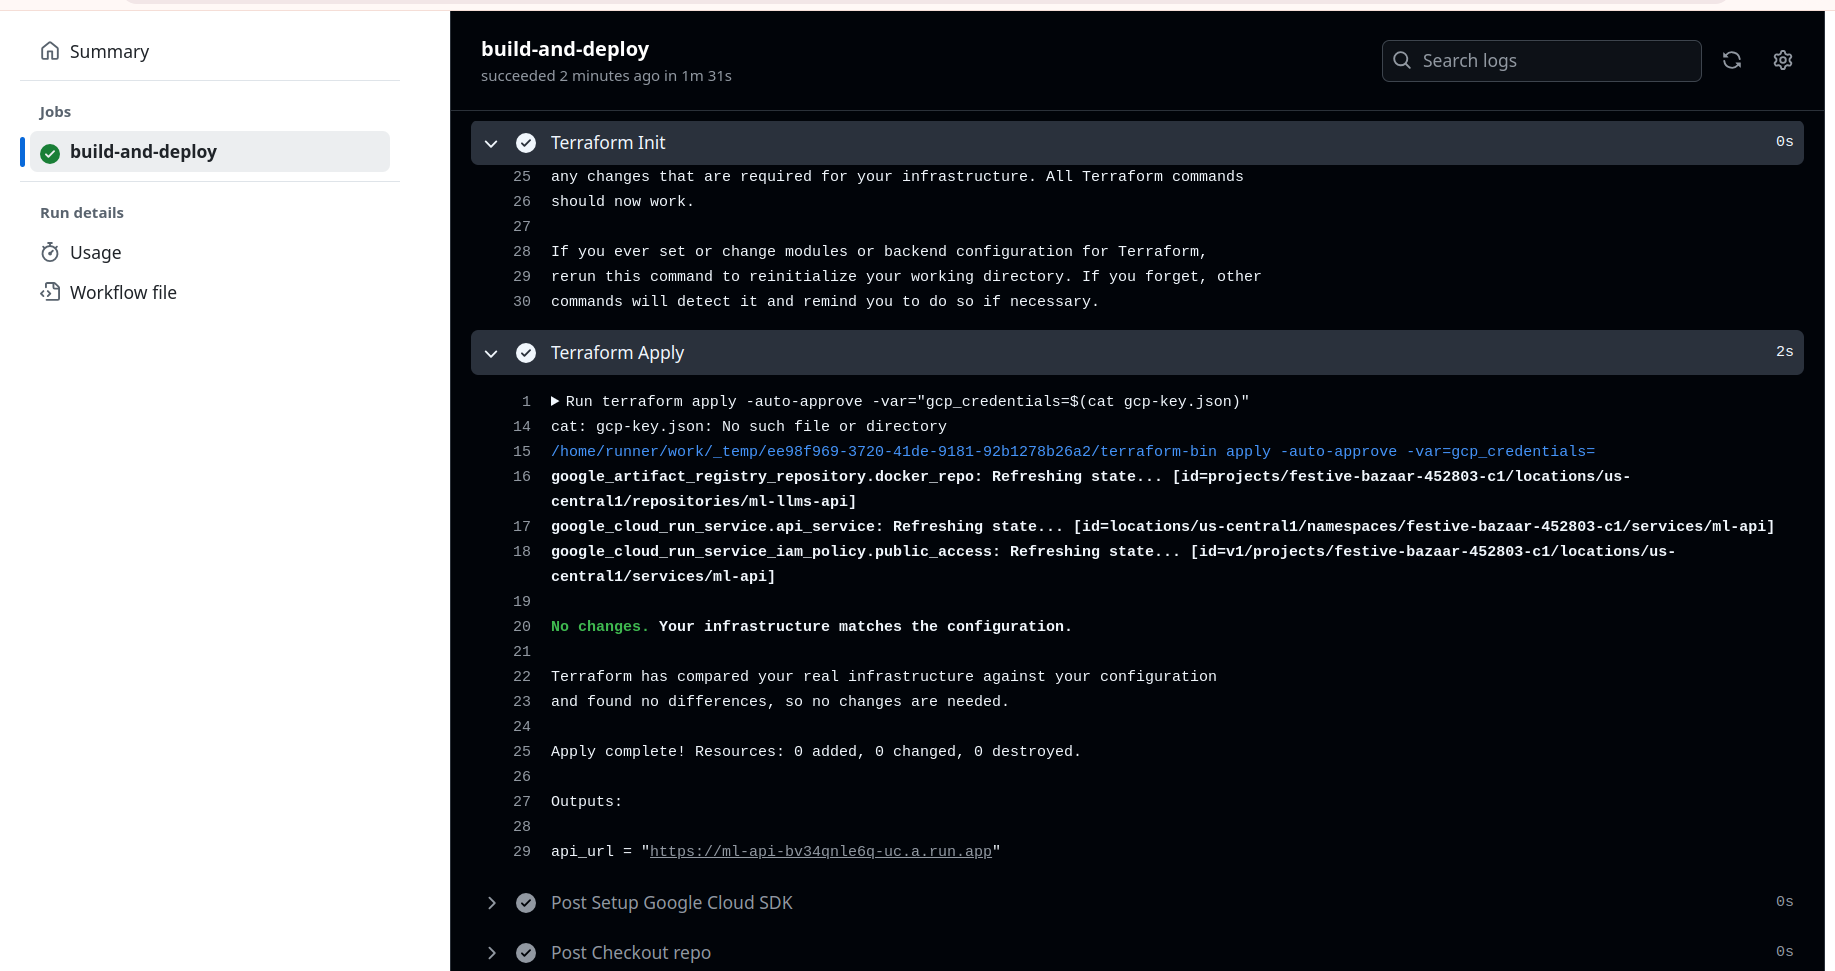 Summary
Jobs
build-and-deploy
Run details
Usage
Workflow file
build-and-deploy
succeeded 2 minutes ago in 1m 31s
Search logs
Terraform Init 0s
25 any changes that are required for your infrastructure. All Terraform commands
26 should now work.
27
28 If you ever set or change modules or backend configuration for Terraform,
29 rerun this command to reinitialize your working directory. If you forget, other
30 commands will detect it and remind you to do so if necessary.
Terraform Apply 2s
1 Run terraform apply -auto-approve -var="gcp_credentials=$(cat gcp-key.json)"
14 cat: gcp-key.json: No such file or directory
15 /home/runner/work/_temp/ee98f969-3720-41de-9181-92b1278b26a2/terraform-bin apply -auto-approve -var=gcp_credentials=
16 google_artifact_registry_repository.docker_repo: Refreshing state... [id=projects/festive-bazaar-452803-c1/locations/us-
central1/repositories/ml-llms-api]
17 google_cloud_run_service.api_service: Refreshing state... [id=locations/us-central1/namespaces/festive-bazaar-452803-c1/services/ml-api]
18 google_cloud_run_service_iam_policy.public_access: Refreshing state... [id=v1/projects/festive-bazaar-452803-c1/locations/us-
central1/services/ml-api]
19
20 No changes. Your infrastructure matches the configuration.
21
22 Terraform has compared your real infrastructure against your configuration
23 and found no differences, so no changes are needed.
24
25 Apply complete! Resources: 0 added, 0 changed, 0 destroyed.
26
27 Outputs:
28
29 api_url = "https://ml-api-bv34qnle6q-uc.a.run.app"
Post Setup Google Cloud SDK 0s
Post Checkout repo 0s